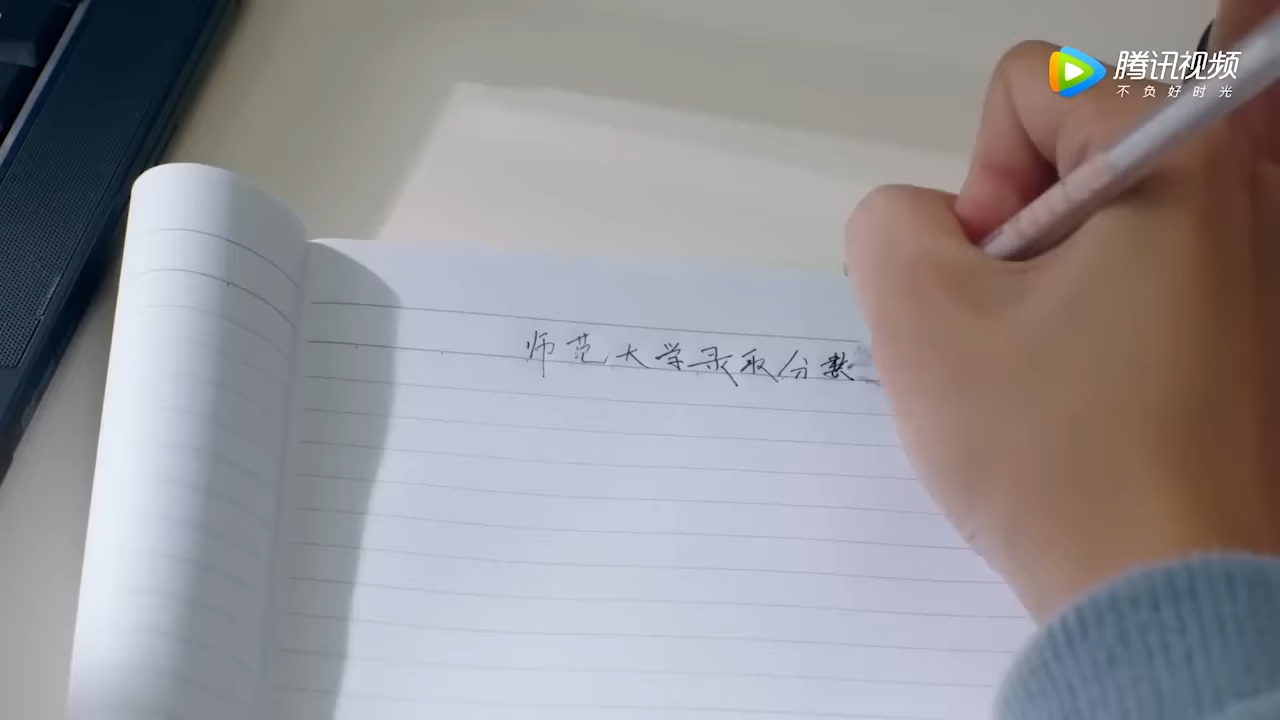 腾讯视频
不负好时光
师范大学录取分数